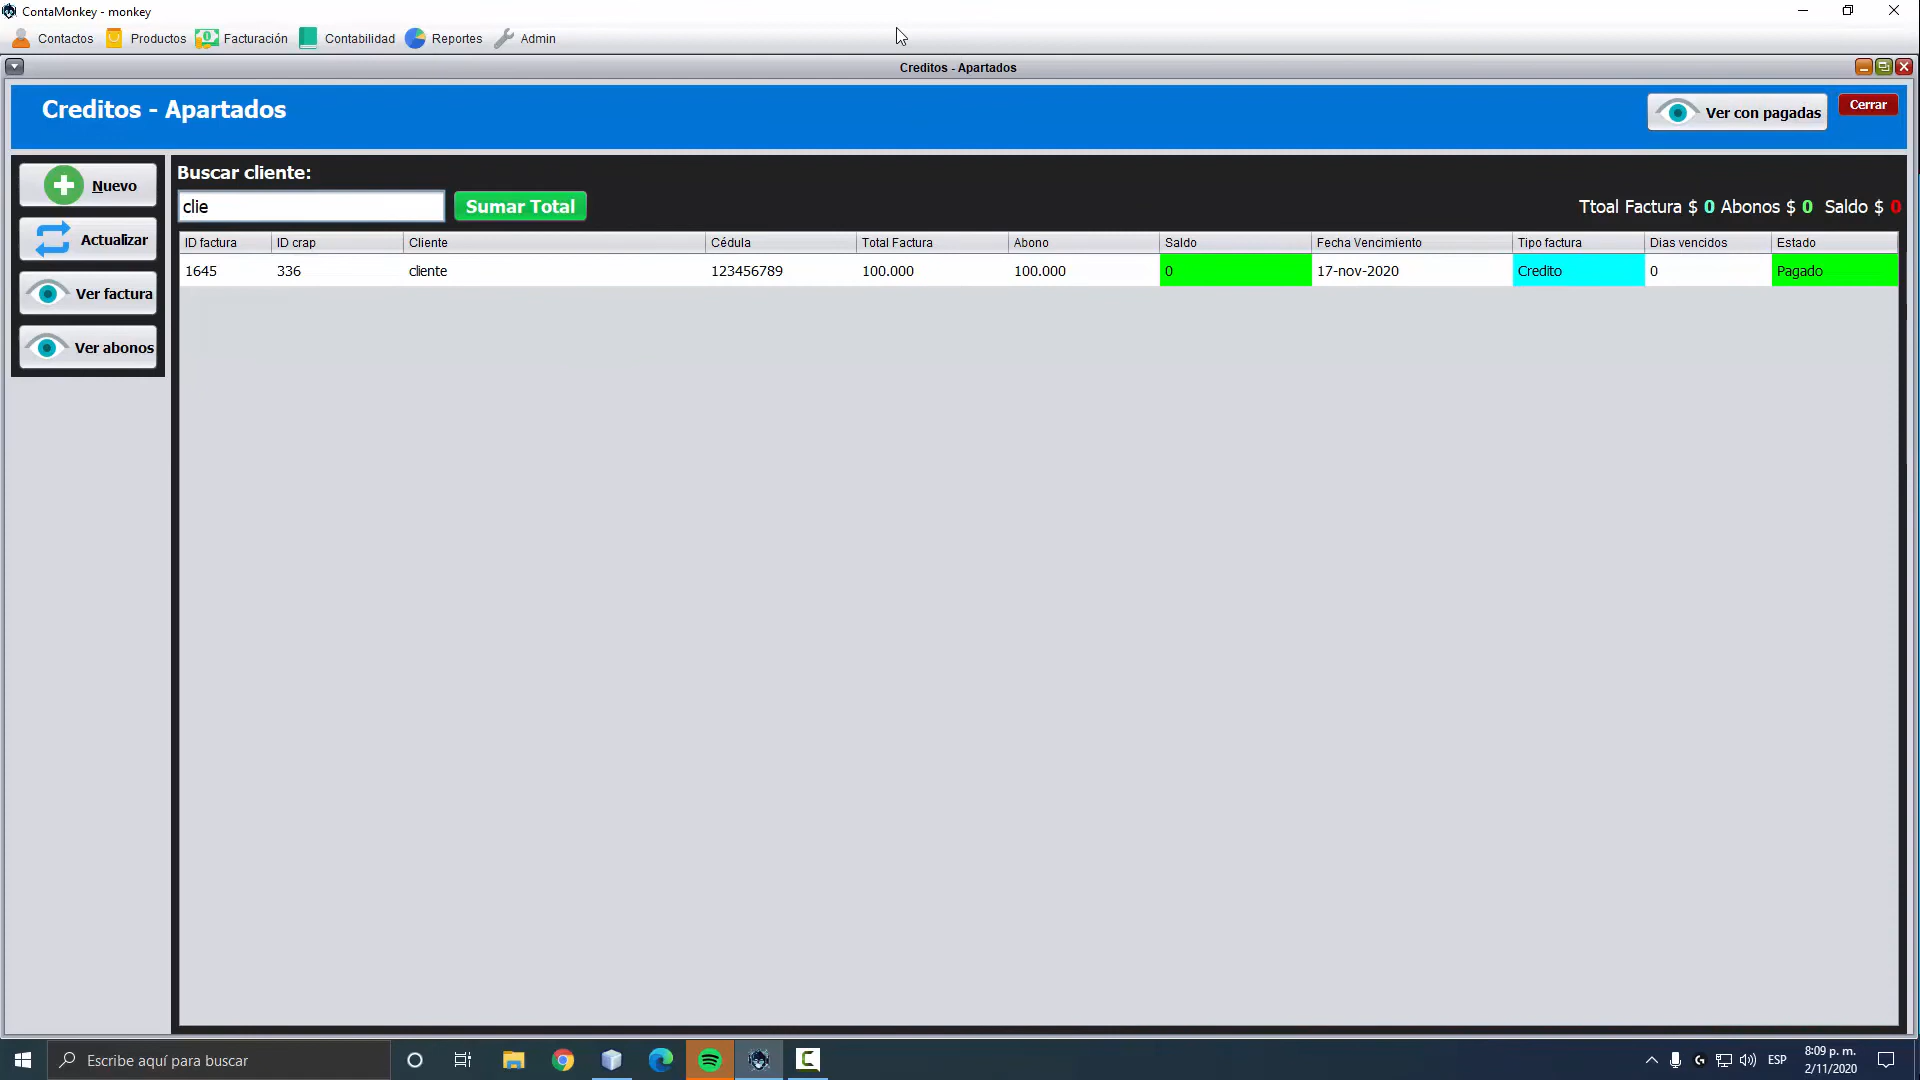 ContaMonkey - monkey
Contactos Productos Facturación Contabilidad Reportes Admin
Creditos - Apartados
Creditos - Apartados
Ver con pagadas
Cerrar
Nuevo
Actualizar
Ver factura
Ver abonos
Buscar cliente:
clie
Sumar Total
Ttoal Factura $ 0 Abonos $ 0 Saldo $ 0
ID factura ID crap Cliente Cédula Total Factura Abono Saldo Fecha Vencimiento Tipo factura Dias vencidos Estado
1645 336 cliente 123456789 100.000 100.000 0 17-nov-2020 Credito 0 Pagado
Escribe aquí para buscar
ESP
8:09 p. m.
2/11/2020